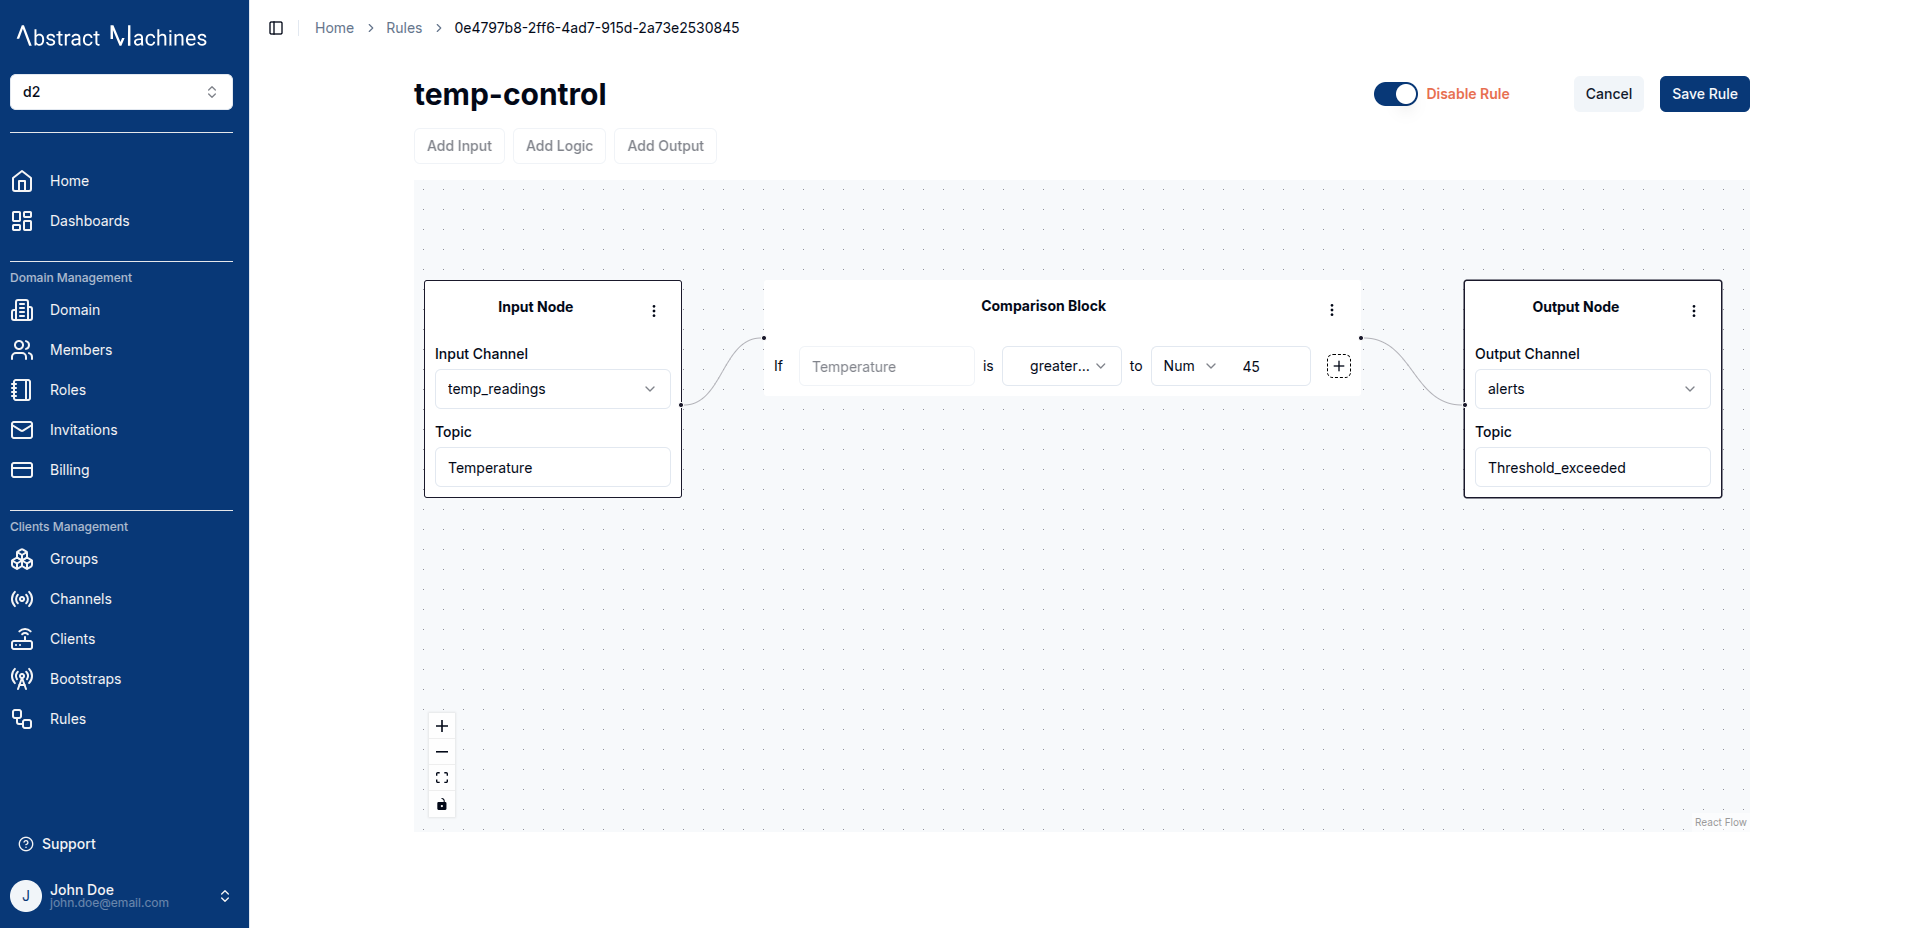 Abstract Machines
d2
Home
Dashboards
Domain Management
Domain
Members
Roles
Invitations
Billing
Clients Management
Groups
Channels
Clients
Bootstraps
Rules
Support
J
John Doe
john.doe@email.com
Home > Rules > 0e4797b8-2ff6-4ad7-915d-2a73e2530845
temp-control
Disable Rule
Cancel
Save Rule
Add Input
Add Logic
Add Output
Input Node
Input Channel
temp_readings
Topic
Temperature
Comparison Block
If Temperature is greater... to Num 45
Output Node
Output Channel
alerts
Topic
Threshold_exceeded
React Flow